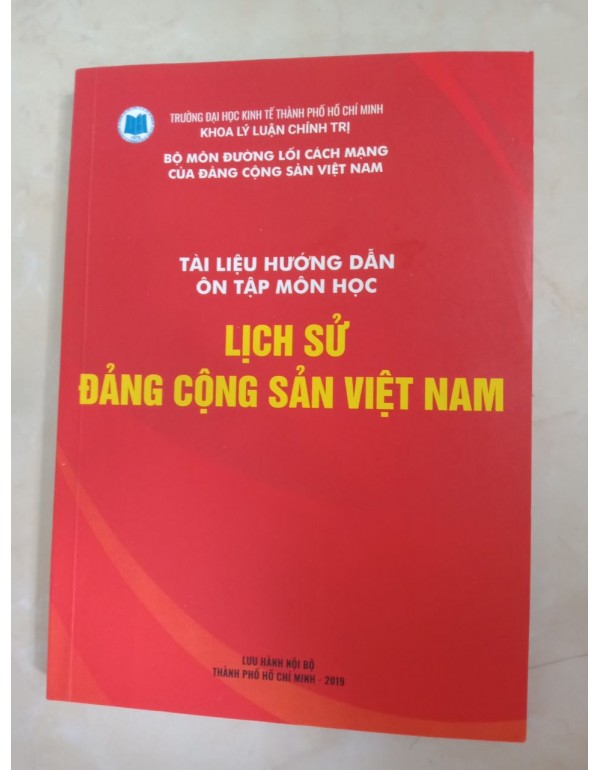 TRƯỜNG ĐẠI HỌC KINH TẾ THÀNH PHỐ HỒ CHÍ MINH
KHOA LÝ LUẬN CHÍNH TRỊ
BỘ MÔN ĐƯỜNG LỐI CÁCH MẠNG
CỦA ĐẢNG CỘNG SẢN VIỆT NAM
TÀI LIỆU HƯỚNG DẪN
ÔN TẬP MÔN HỌC
LỊCH SỬ
ĐẢNG CỘNG SẢN VIỆT NAM
LƯU HÀNH NỘI BỘ
THÀNH PHỐ HỒ CHÍ MINH - 2019